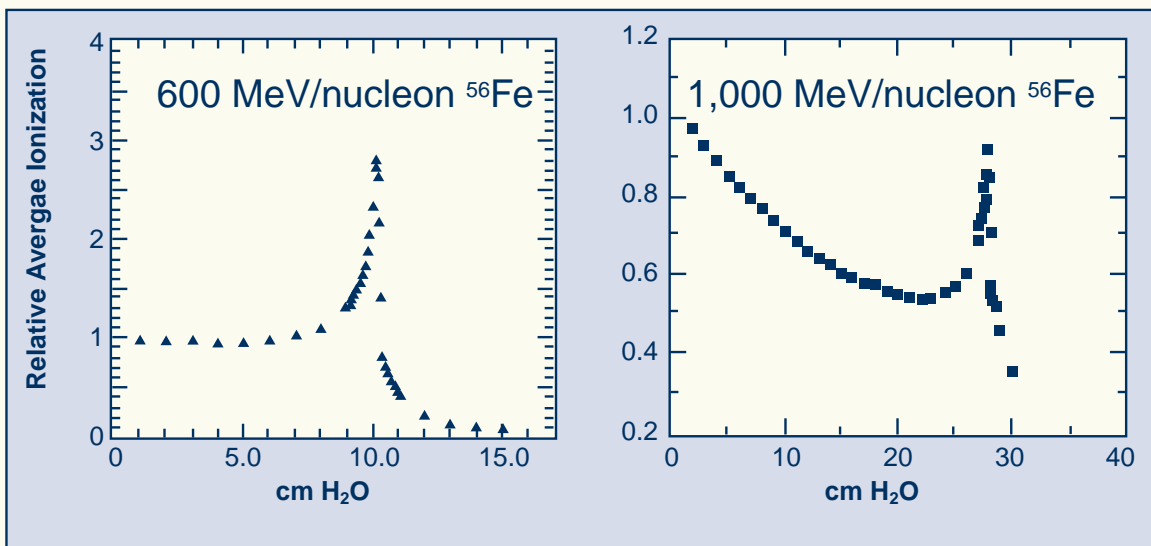 Relative Avergae Ionization
4
3
2
1
0
600 MeV/nucleon ⁵⁶Fe
0 5.0 10.0 15.0
cm H₂O
1.2
1.0
0.8
0.6
0.4
0.2
1,000 MeV/nucleon ⁵⁶Fe
0 10 20 30 40
cm H₂O